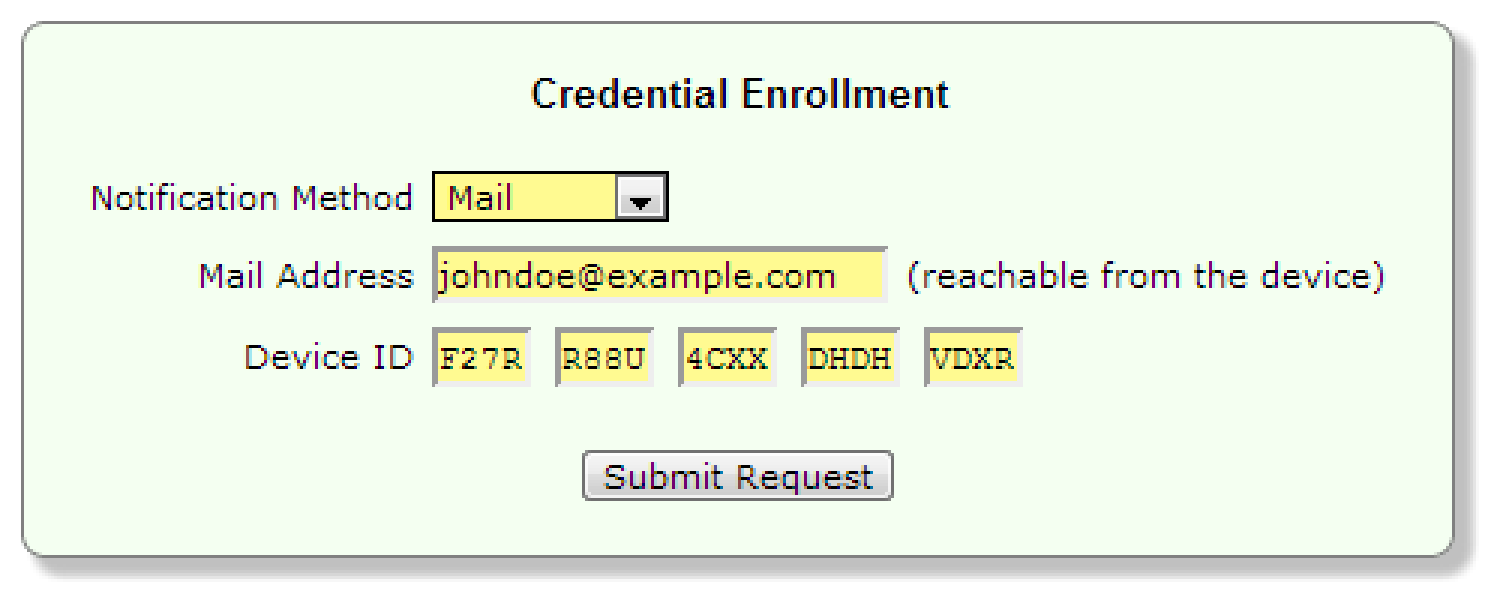 Credential Enrollment
Notification Method Mail
Mail Address johndoe@example.com (reachable from the device)
Device ID F27R R88U 4CXX DHDH VDXR
Submit Request